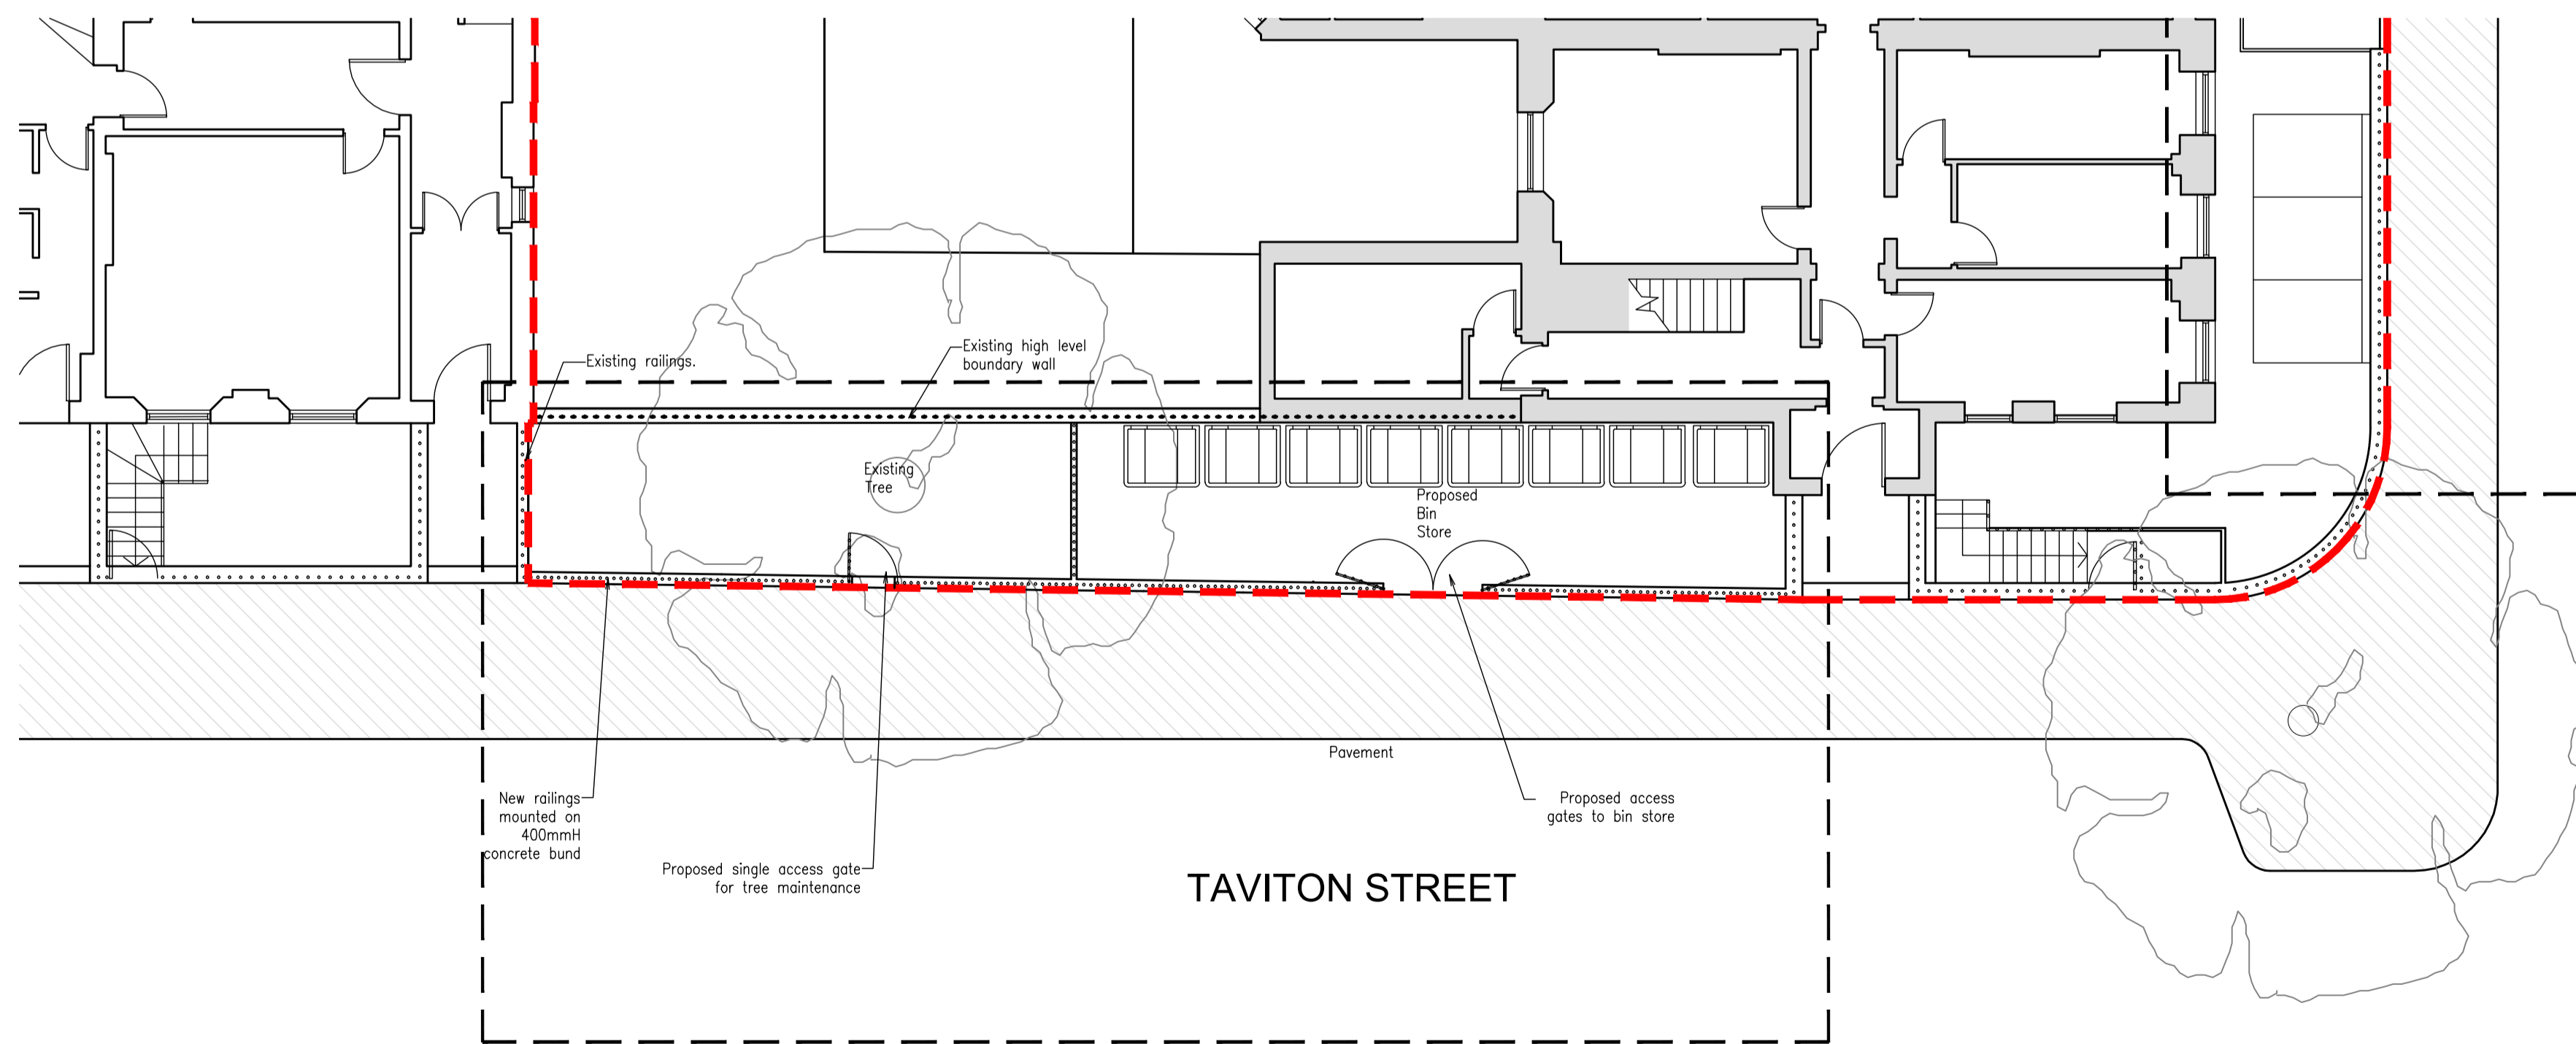 Existing railings.
Existing high level
boundary wall
Existing
Tree
Proposed
Bin
Store
Pavement
New railings
mounted on
400mmH
concrete bund
Proposed access
gates to bin store
Proposed single access gate
for tree maintenance
TAVITON STREET